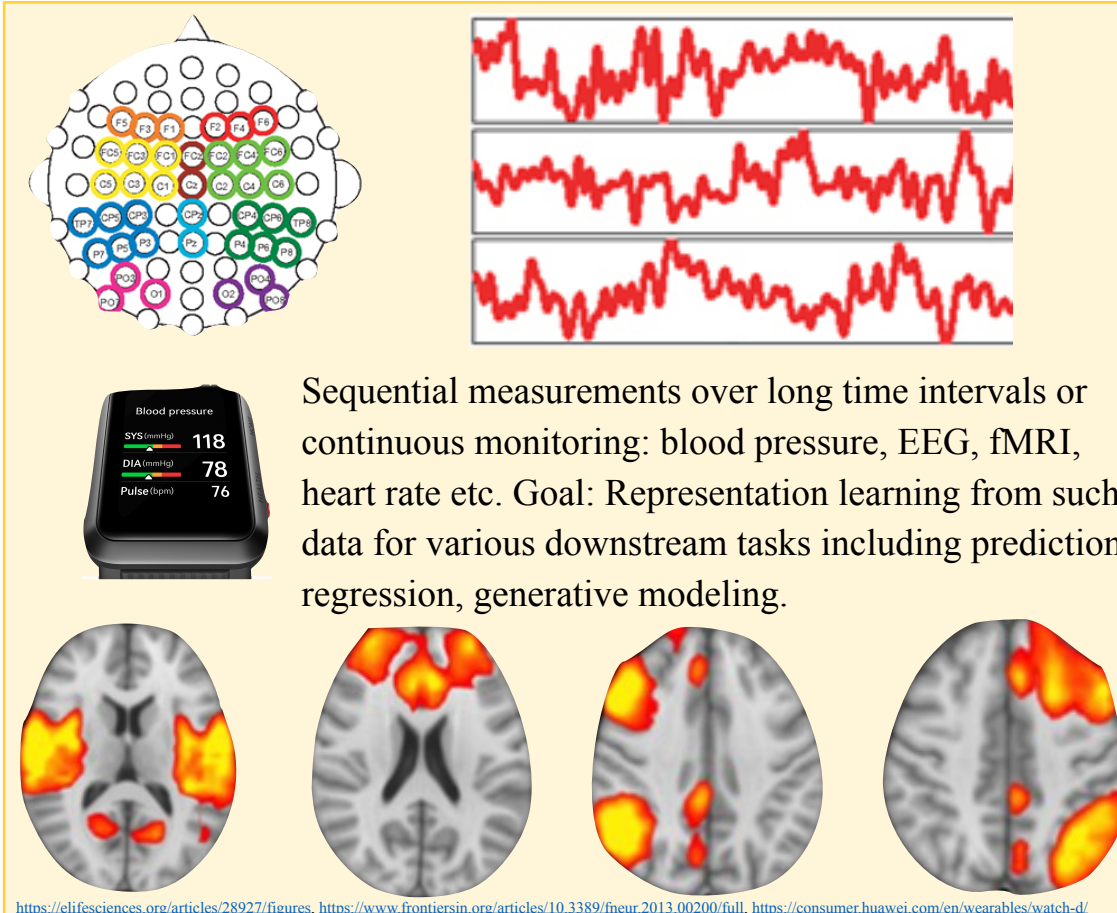 F5 F3 F1 F2 F4 F6
FC5 FC3 FC1 FCz FC2 FC4 FC6
C5 C3 C1 Cz C2 C4 C6
TP7 CP5 CP3 CPz CP4 CP6 TP8
P7 P5 P3 Pz P4 P6 P8
PO3 PO4
PO7 O1 O2 PO8
Blood pressure
SYS (mmHg) 118
DIA (mmHg) 78
Pulse (bpm) 76
Sequential measurements over long time intervals or
continuous monitoring: blood pressure, EEG, fMRI,
heart rate etc. Goal: Representation learning from such
data for various downstream tasks including prediction
regression, generative modeling.
https://elifesciences.org/articles/28927/figures, https://www.frontiersin.org/articles/10.3389/fneur.2013.00200/full, https://consumer.huawei.com/en/wearables/watch-d/